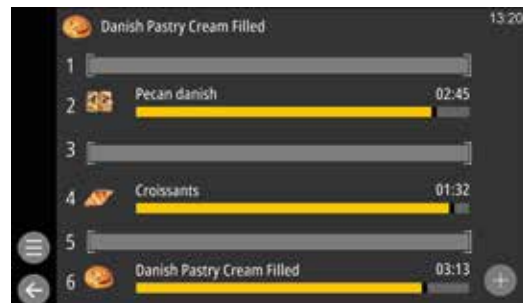 Danish Pastry Cream Filled 13:20
1
2 Pecan danish 02:45
3
4 Croissants 01:32
5
6 Danish Pastry Cream Filled 03:13